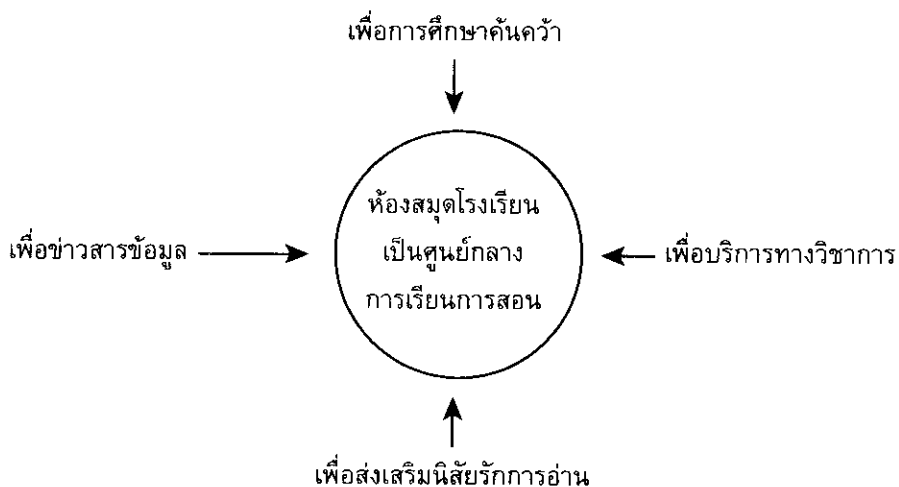 เพื่อการศึกษาค้นคว้า
ห้องสมุดโรงเรียน
เป็นศูนย์กลาง
การเรียนการสอน
เพื่อข่าวสารข้อมูล
เพื่อบริการทางวิชาการ
เพื่อส่งเสริมนิสัยรักการอ่าน